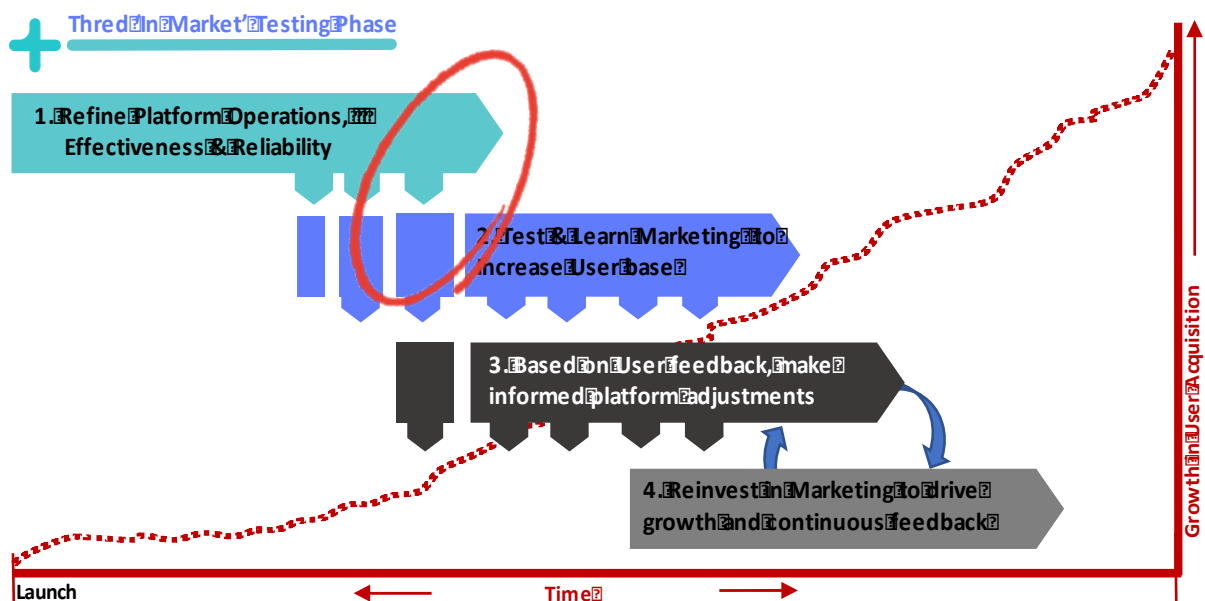 Thred 'In Market' Testing Phase
1. Refine Platform Operations,
Effectiveness & Reliability
2. Test & Learn Marketing to
increase User base
3. Based on User feedback, make
informed platform adjustments
4. Reinvest in Marketing to drive
growth and continuous feedback
Growth in User Acquisition
Launch
Time